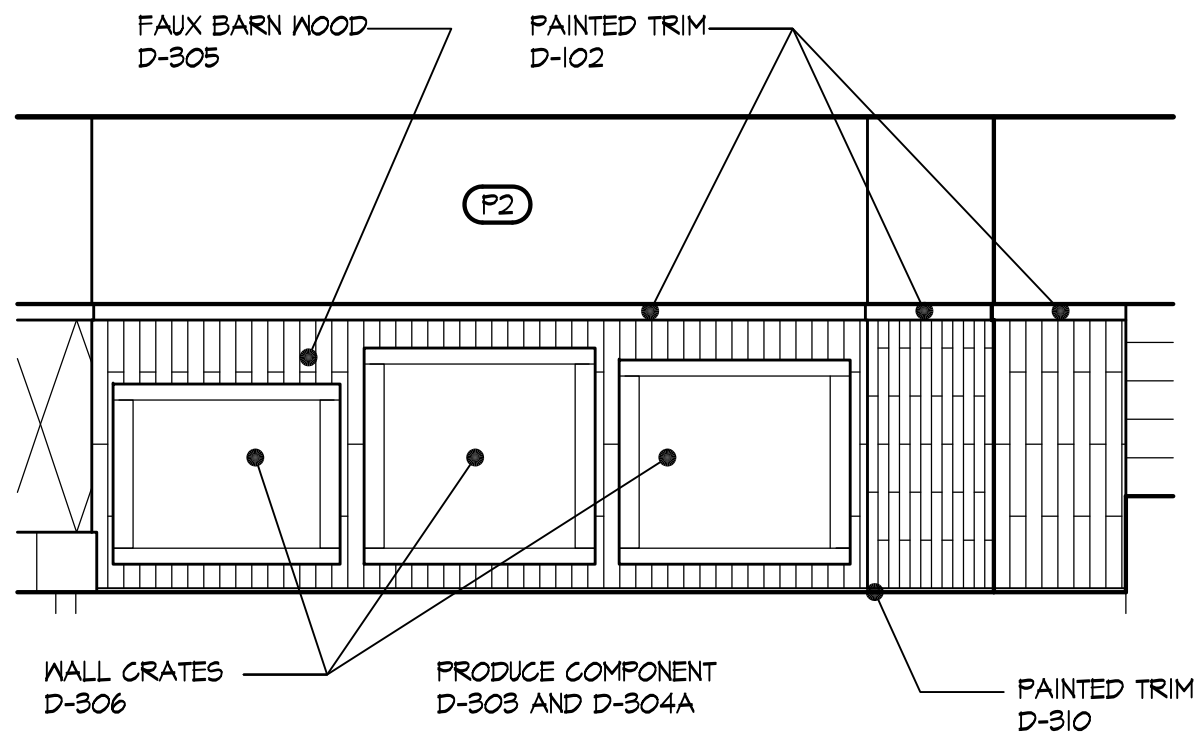 FAUX BARN WOOD
D-305
PAINTED TRIM
D-102
P2
WALL CRATES
D-306
PRODUCE COMPONENT
D-303 AND D-304A
PAINTED TRIM
D-310